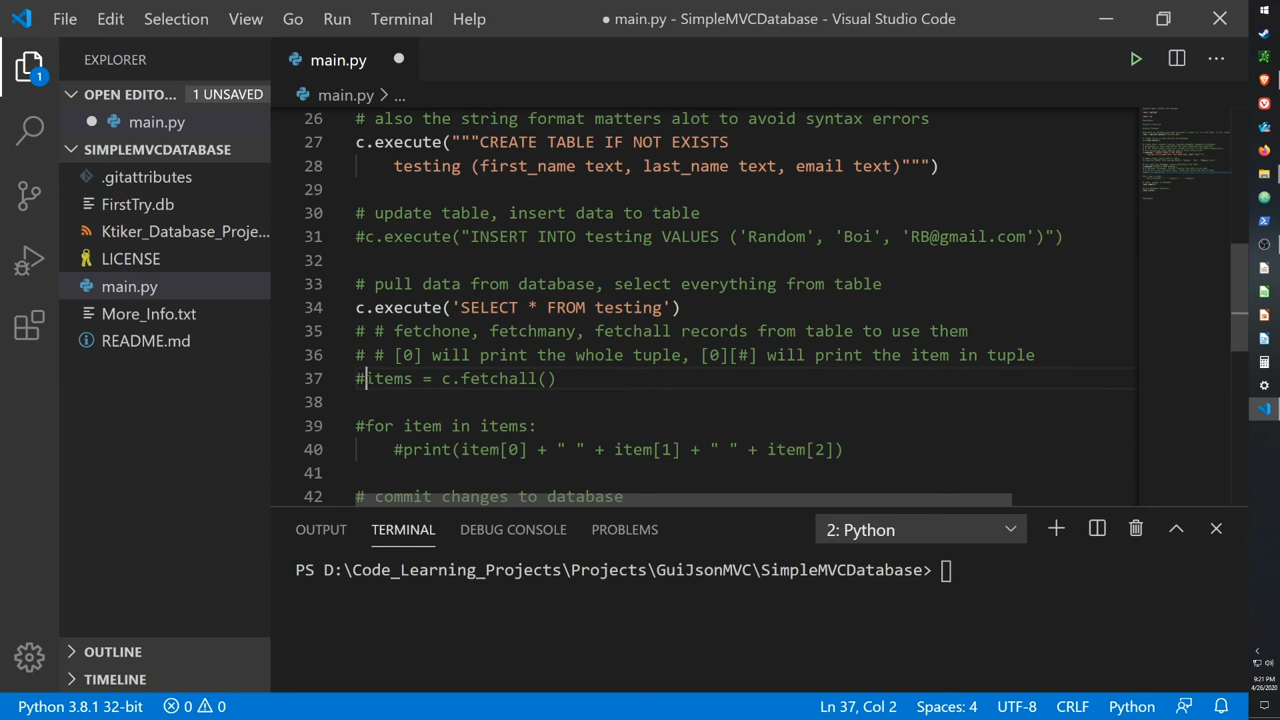 File Edit Selection View Go Run Terminal Help ● main.py - SimpleMVCDatabase - Visual Studio Code
EXPLORER
OPEN EDITO... 1 UNSAVED
main.py
SIMPLEMVCDATABASE
.gitattributes
FirstTry.db
Ktiker_Database_Proje...
LICENSE
main.py
More_Info.txt
README.md
OUTLINE
TIMELINE
1
main.py
main.py > ...
26 # also the string format matters alot to avoid syntax errors
27 c.execute("""CREATE TABLE IF NOT EXISTS
28 testing(first_name text, last_name text, email text)""")
29
30 # update table, insert data to table
31 #c.execute("INSERT INTO testing VALUES ('Random', 'Boi', 'RB@gmail.com')")
32
33 # pull data from database, select everything from table
34 c.execute('SELECT * FROM testing')
35 # # fetchone, fetchmany, fetchall records from table to use them
36 # # [0] will print the whole tuple, [0][#] will print the item in tuple
37 #items = c.fetchall()
38
39 #for item in items:
40 #print(item[0] + " " + item[1] + " " + item[2])
41
42 # commit changes to database
OUTPUT TERMINAL DEBUG CONSOLE PROBLEMS 2: Python
PS D:\Code_Learning_Projects\Projects\GuiJsonMVC\SimpleMVCDatabase>
Python 3.8.1 32-bit 0 0 Ln 37, Col 2 Spaces: 4 UTF-8 CRLF Python
9:21 PM
4/26/2020